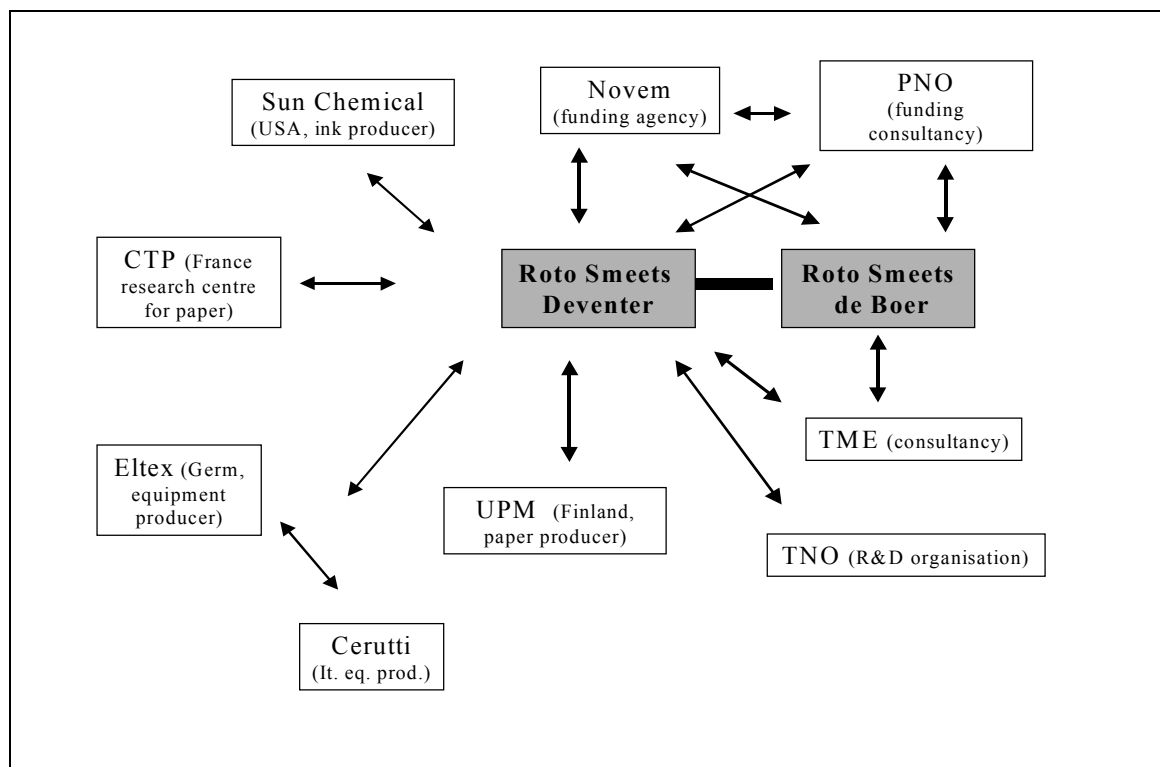 Sun Chemical
(USA, ink producer)
Novem
(funding agency)
PNO
(funding
consultancy)
CTP (France
research centre
for paper)
Roto Smeets
Deventer
Roto Smeets
de Boer
TME (consultancy)
Eltex (Germ,
equipment
producer)
UPM (Finland,
paper producer)
TNO (R&D organisation)
Cerutti
(It. eq. prod.)